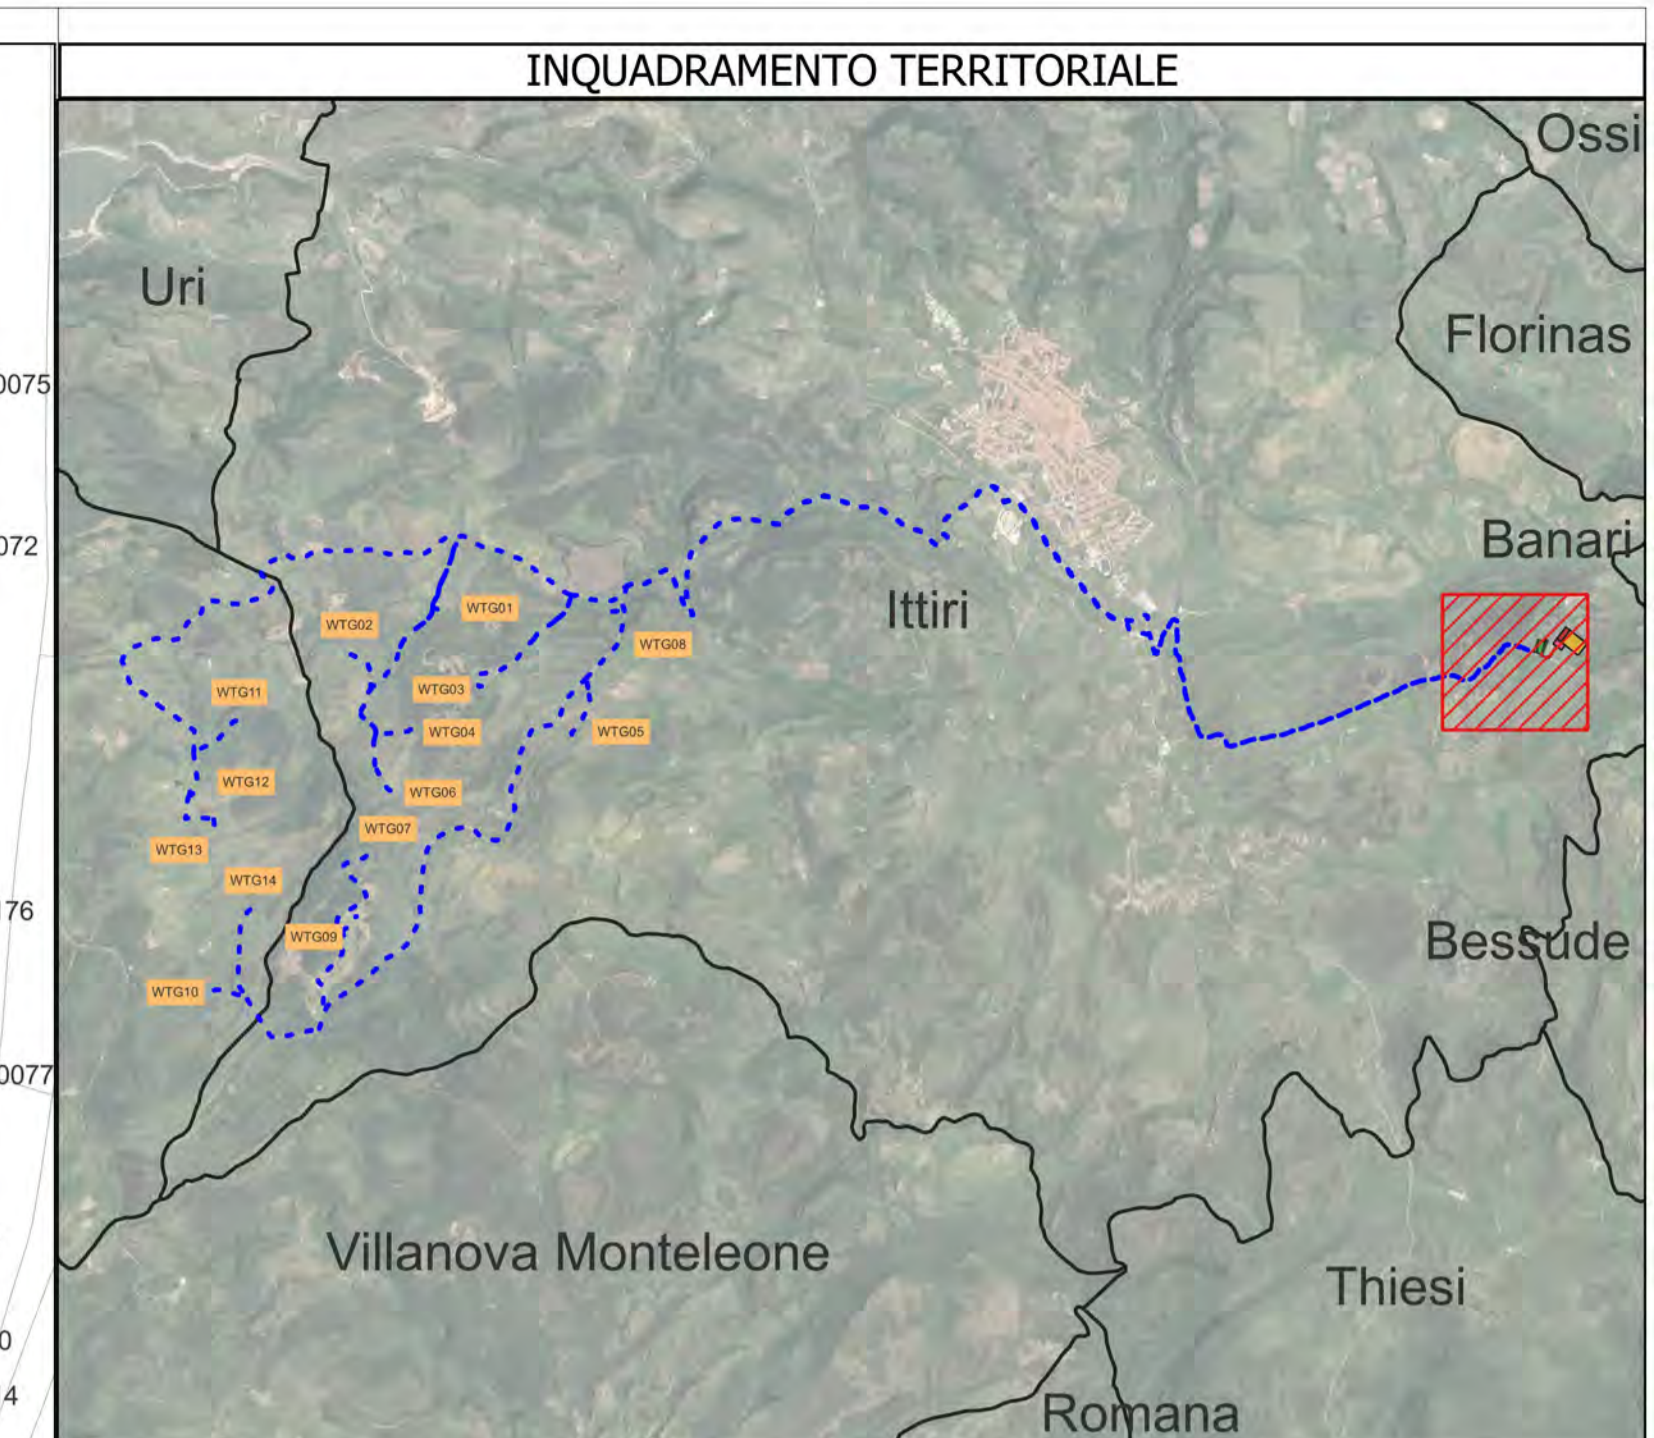 INQUADRAMENTO TERRITORIALE
Ossi
Uri
Florinas
0075
Banari
072
WTG01
Ittiri
WTG02
WTG08
WTG03
WTG11
WTG04
WTG05
WTG12
WTG06
WTG07
WTG13
WTG14
176
WTG09
Bessude
WTG10
0077
Villanova Monteleone
Thiesi
0
4
Romana